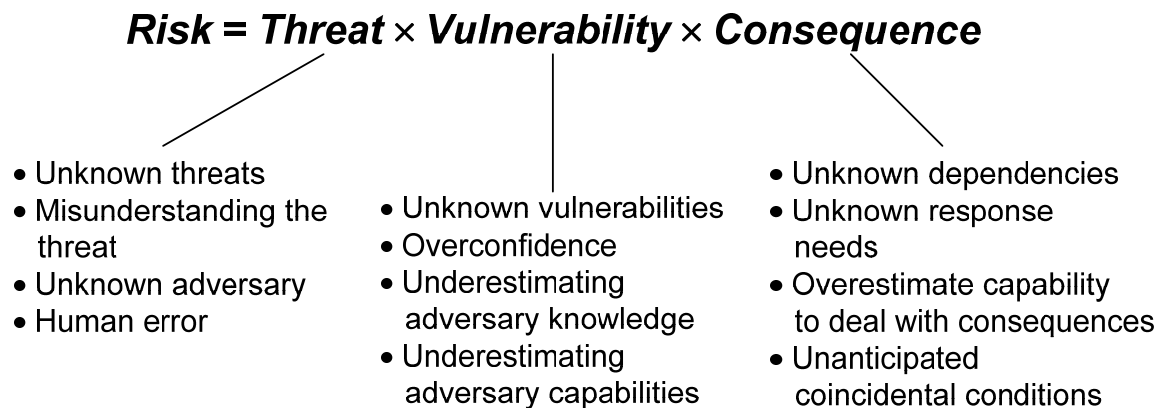 Risk = Threat × Vulnerability × Consequence
• Unknown threats
• Misunderstanding the
threat
• Unknown adversary
• Human error
• Unknown vulnerabilities
• Overconfidence
• Underestimating
adversary knowledge
• Underestimating
adversary capabilities
• Unknown dependencies
• Unknown response
needs
• Overestimate capability
to deal with consequences
• Unanticipated
coincidental conditions